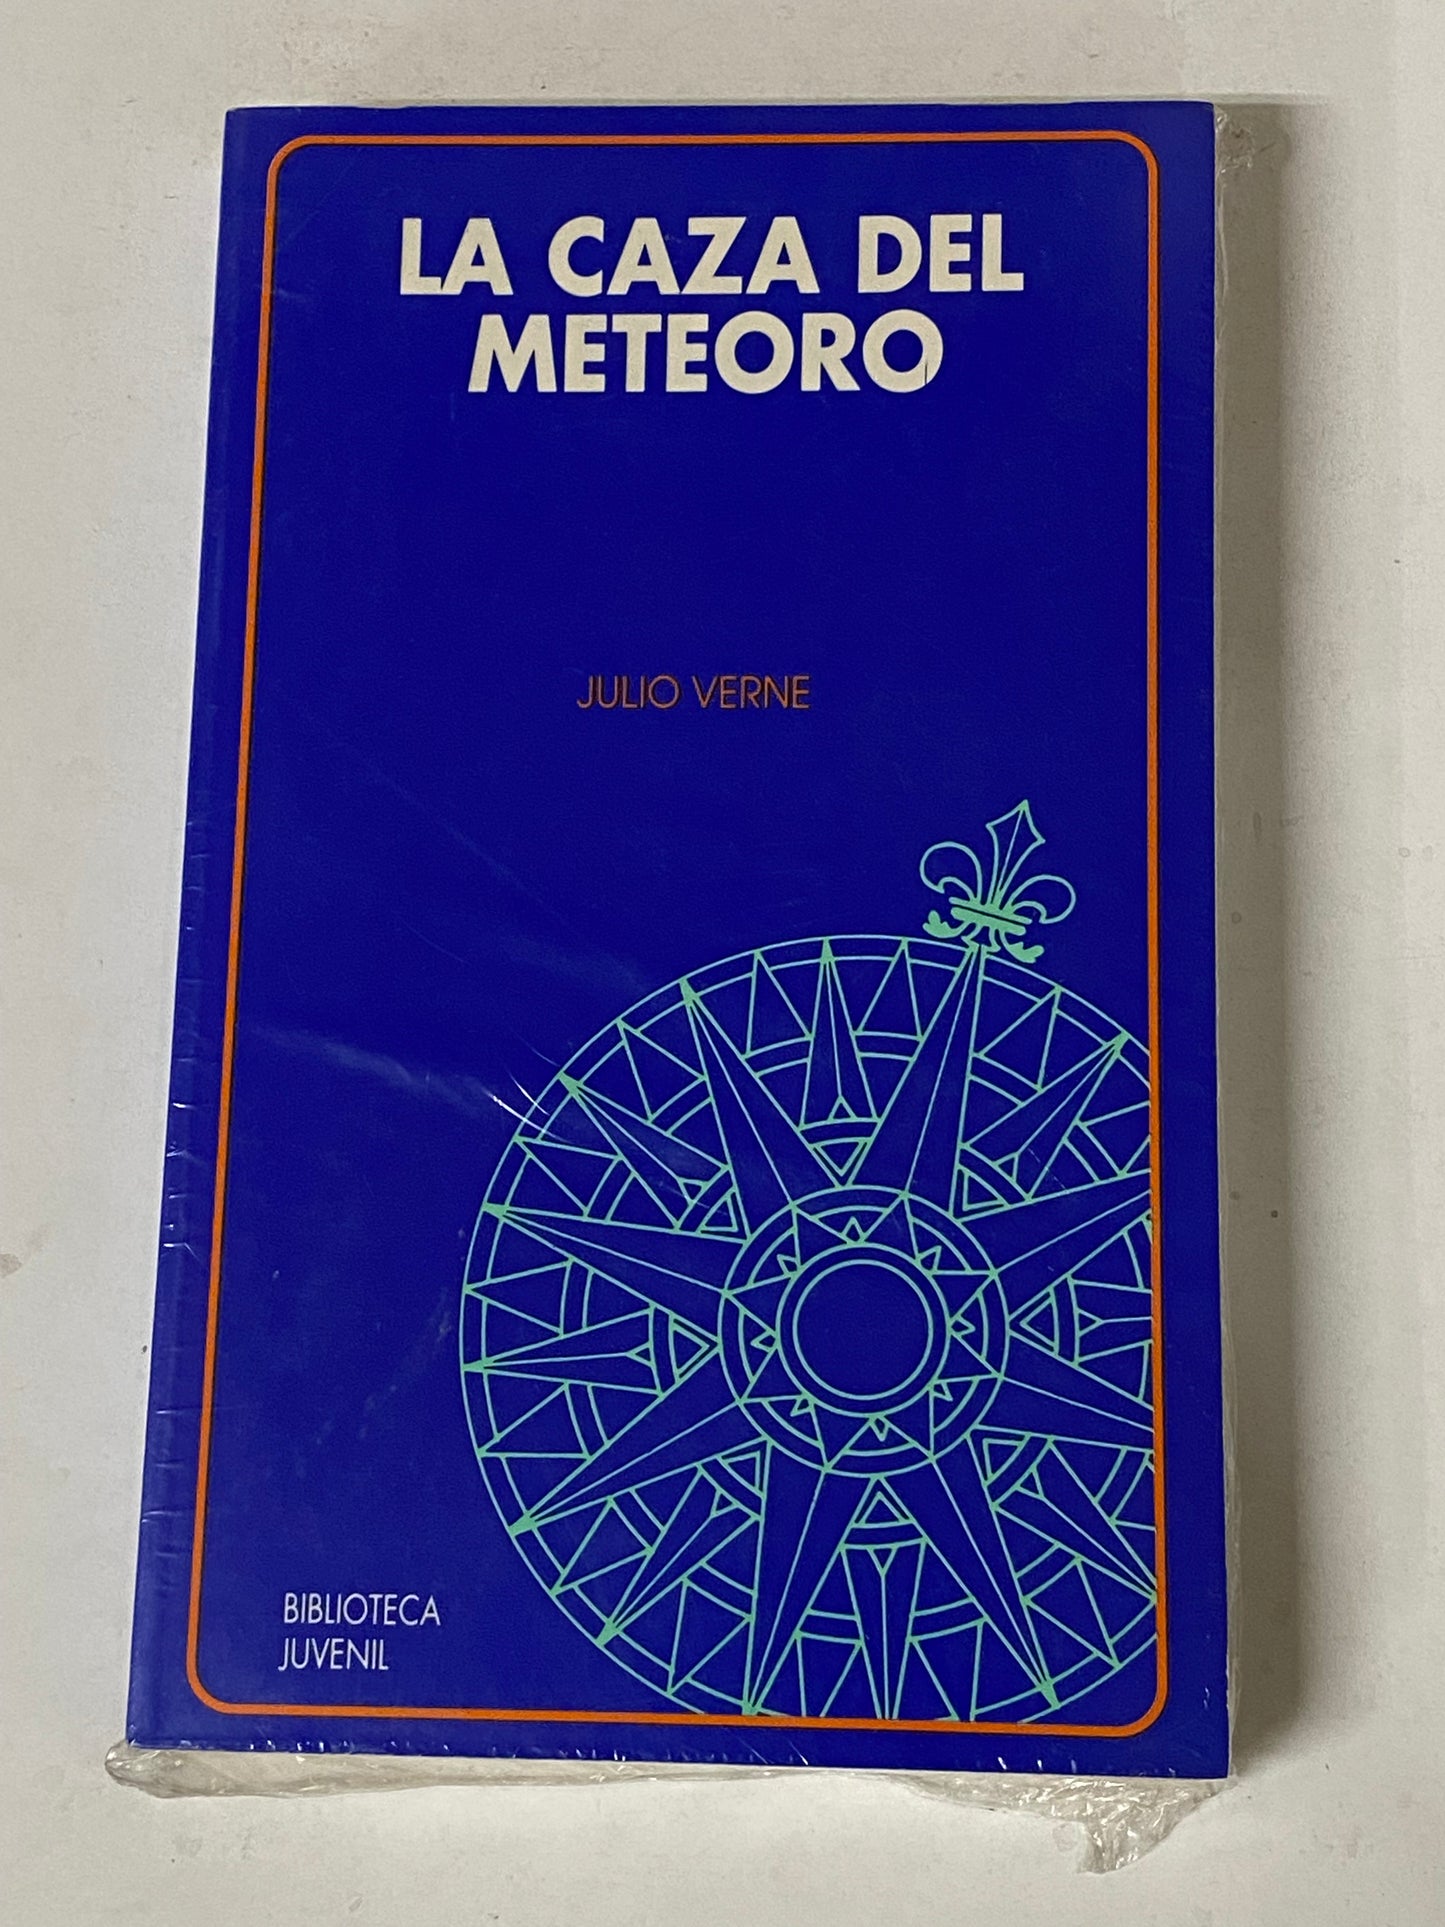 LA CAZA DEL
METEORO
JULIO VERNE
BIBLIOTECA
JUVENIL